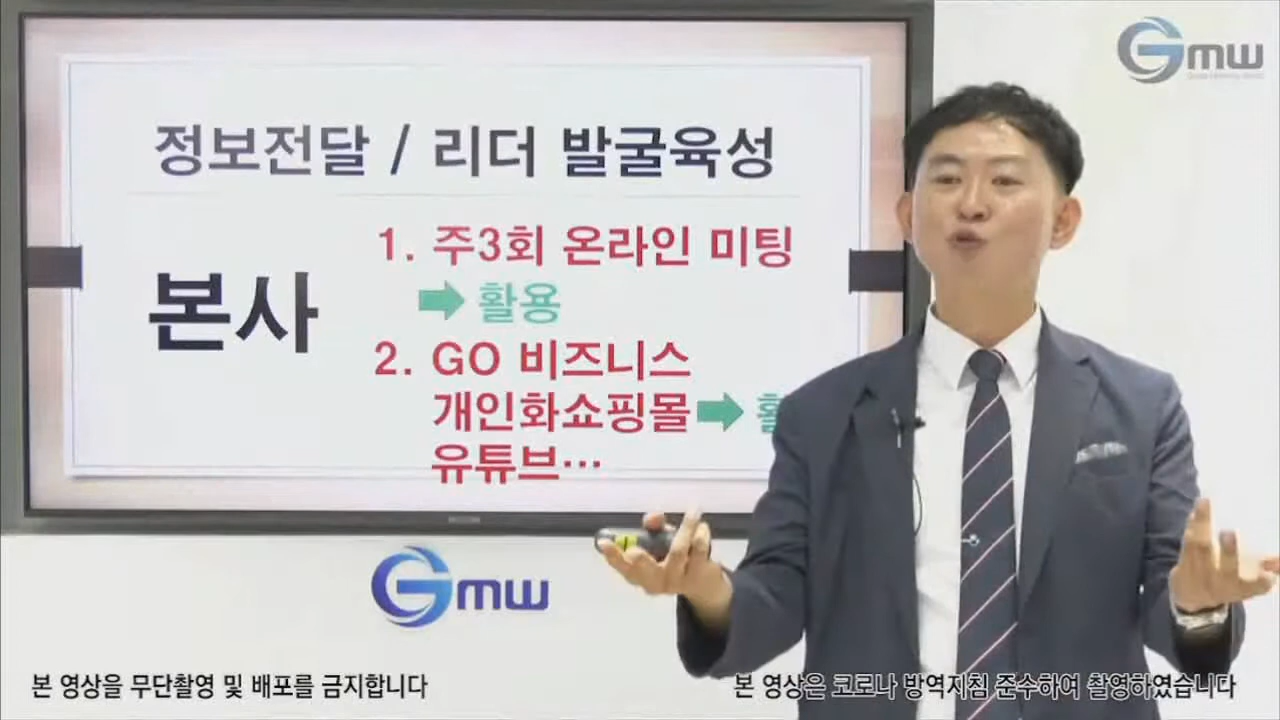 Gmw
정보전달 / 리더 발굴육성
본사
1. 주3회 온라인 미팅
➡ 활용
2. GO 비즈니스
개인화쇼핑몰 ➡
유튜브…
Gmw
본 영상을 무단촬영 및 배포를 금지합니다
본 영상은 코로나 방역지침 준수하여 촬영하였습니다